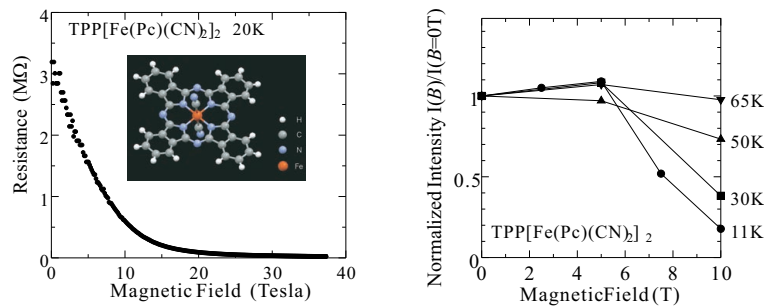 TPP[Fe(Pc)(CN)2]2 20K
Resistance (MΩ)
4
3
2
1
0
H
C
N
Fe
0 10 20 30 40
Magnetic Field (Tesla)
Normalized Intensity I(B)/I(B=0T)
1.5
1
0.5
0
65K
50K
30K
11K
TPP[Fe(Pc)(CN)2] 2
0 2 4 6 8 10
MagneticField (T)